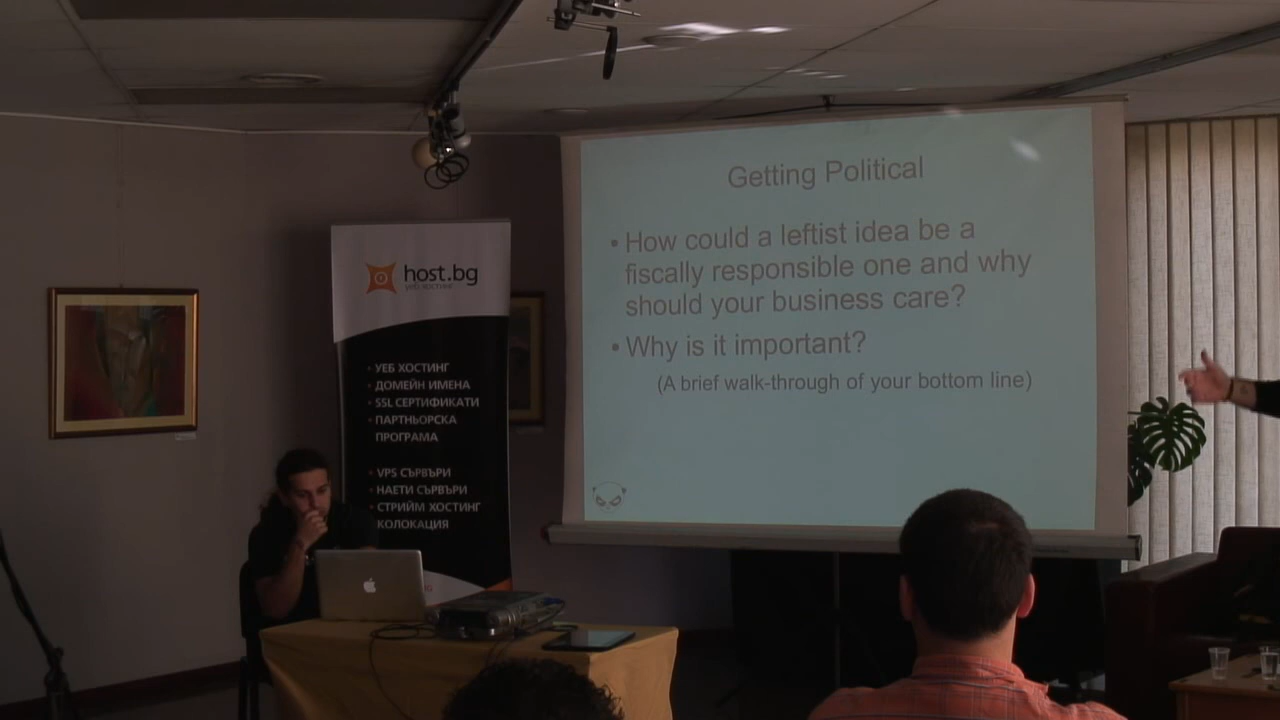 Getting Political
• How could a leftist idea be a
fiscally responsible one and why
should your business care?
• Why is it important?
(A brief walk-through of your bottom line)
host.bg
уеб хостинг
• УЕБ ХОСТИНГ
• ДОМЕЙН ИМЕНА
• SSL СЕРТИФИКАТИ
• ПАРТНЬОРСКА
ПРОГРАМА
• VPS СЪРВЪРИ
• НАЕТИ СЪРВЪРИ
• СТРИЙМ ХОСТИНГ
КОЛОКАЦИЯ